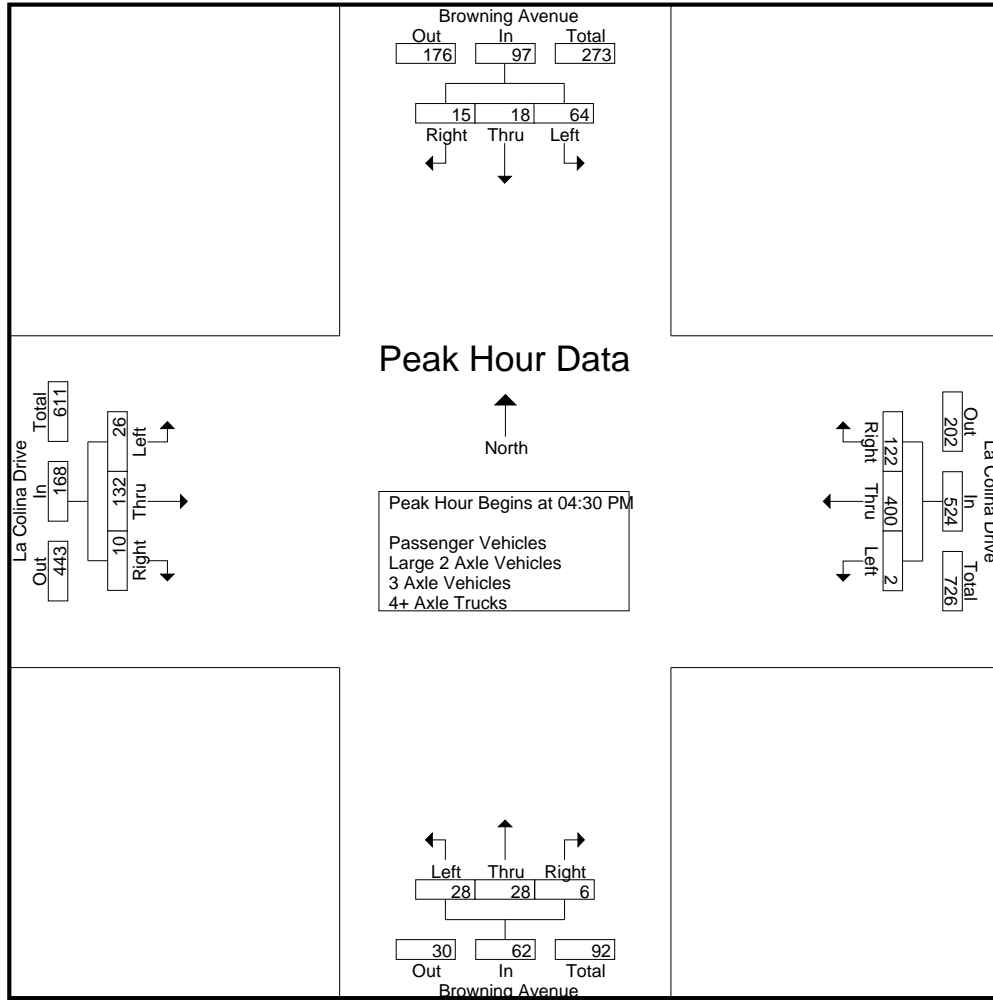 Browning Avenue
Out In Total
176 97 273
15 18 64
Right Thru Left
Peak Hour Data
North
Peak Hour Begins at 04:30 PM
Passenger Vehicles
Large 2 Axle Vehicles
3 Axle Vehicles
4+ Axle Trucks
La Colina Drive
Out In Total
443 168 611
Left Thru Right
26 132 10
La Colina Drive
Out In Total
202 524 726
Right Thru Left
122 400 2
Left Thru Right
28 28 6
30 62 92
Out In Total
Browning Avenue